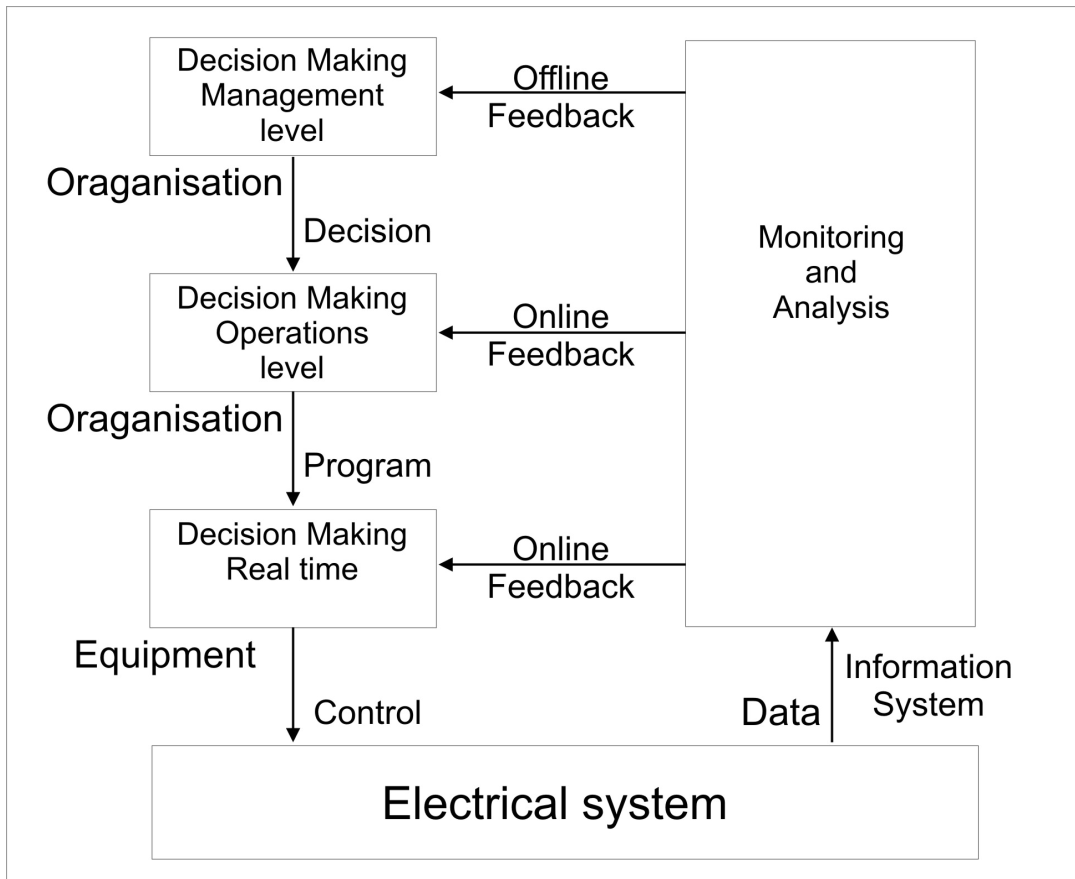 Decision Making
Management
level
Offline
Feedback
Oraganisation
Decision
Monitoring
and
Analysis
Decision Making
Operations
level
Online
Feedback
Oraganisation
Program
Decision Making
Real time
Online
Feedback
Equipment
Control
Information
System
Data
Electrical system